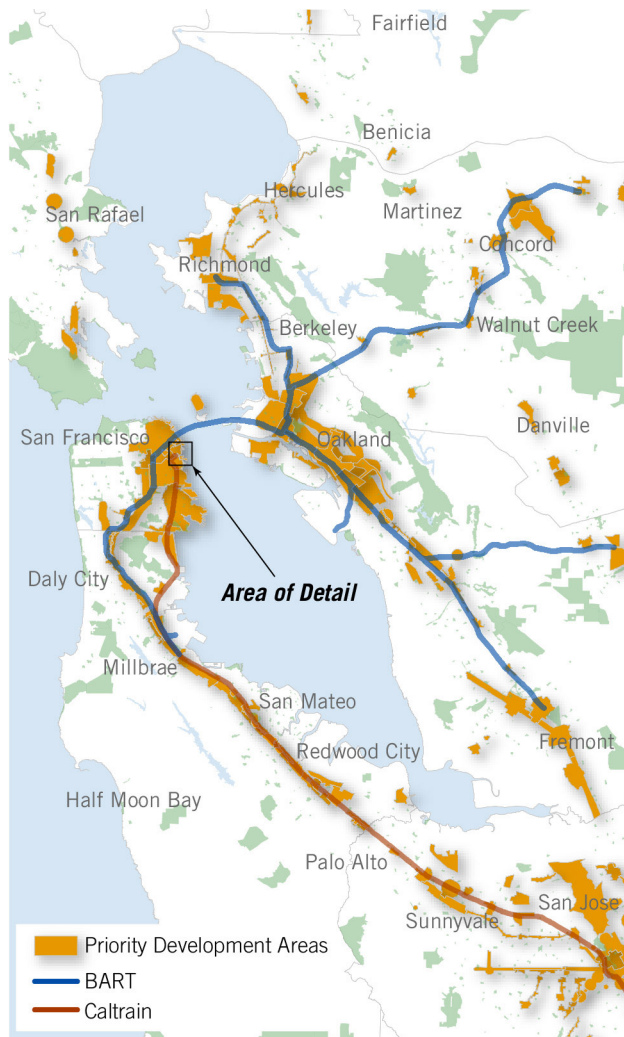 Fairfield
Benicia
Hercules
San Rafael
Martinez
Concord
Richmond
Berkeley
Walnut Creek
San Francisco
Oakland
Danville
Daly City
Area of Detail
Millbrae
San Mateo
Fremont
Redwood City
Half Moon Bay
Palo Alto
San Jose
Sunnyvale
Priority Development Areas
BART
Caltrain